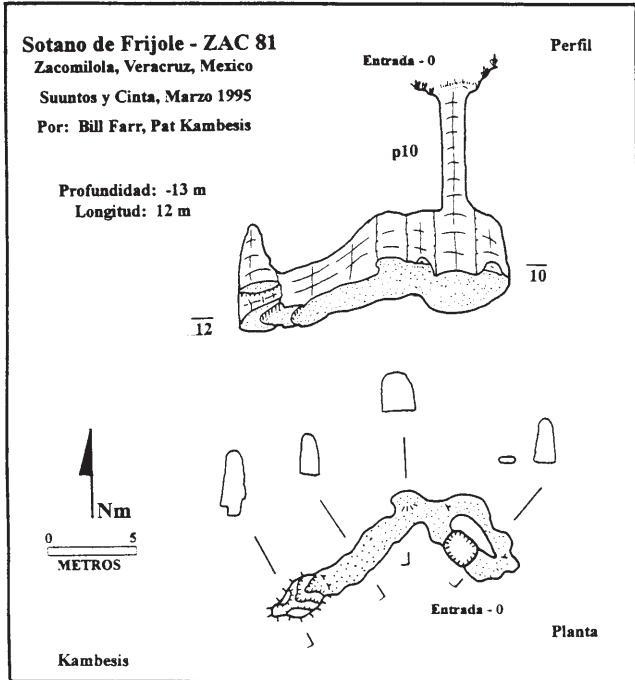 Sotano de Frijole - ZAC 81
Zacomilola, Veracruz, Mexico
Suuntos y Cinta, Marzo 1995
Por: Bill Farr, Pat Kambesis
Profundidad: -13 m
Longitud: 12 m
Perfil
Entrada - 0
p10
10
12
Nm
0 5
METROS
Entrada - 0
Planta
Kambesis